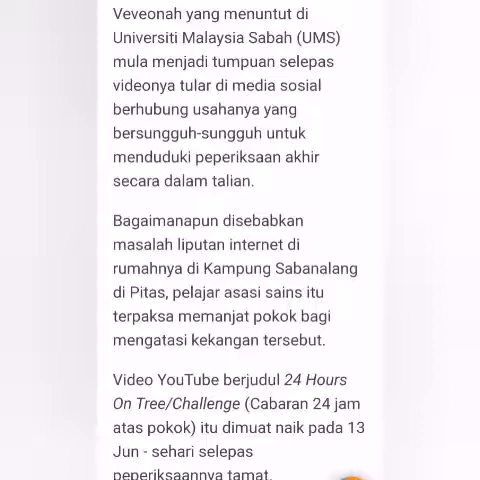 Veveonah yang menuntut di
Universiti Malaysia Sabah (UMS)
mula menjadi tumpuan selepas
videonya tular di media sosial
berhubung usahanya yang
bersungguh-sungguh untuk
menduduki peperiksaan akhir
secara dalam talian.
Bagaimanapun disebabkan
masalah liputan internet di
rumahnya di Kampung Sabanalang
di Pitas, pelajar asasi sains itu
terpaksa memanjat pokok bagi
mengatasi kekangan tersebut.
Video YouTube berjudul 24 Hours
On Tree/Challenge (Cabaran 24 jam
atas pokok) itu dimuat naik pada 13
Jun - sehari selepas
peperiksaannya tamat.